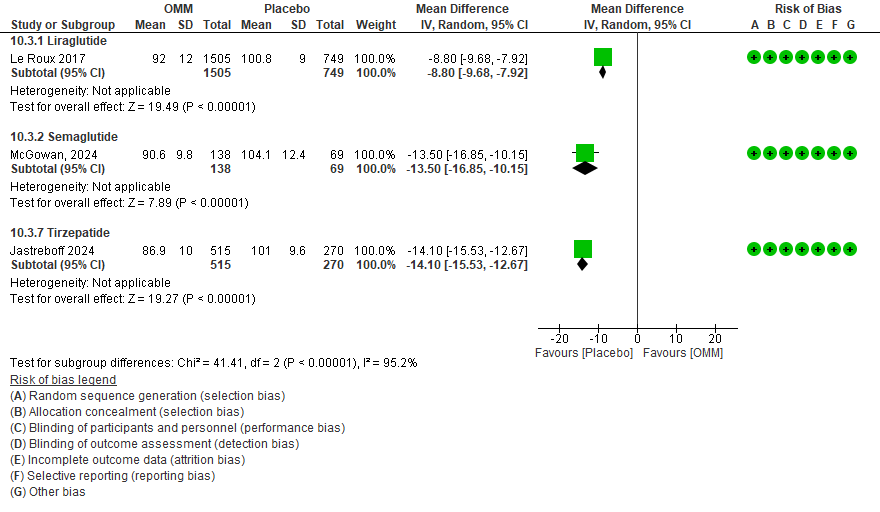 OMM Placebo Mean Difference Mean Difference Risk of Bias
Study or Subgroup Mean SD Total Mean SD Total Weight IV, Random, 95% CI IV, Random, 95% CI A B C D E F G
10.3.1 Liraglutide
Le Roux 2017 92 12 1505 100.8 9 749 100.0% -8.80 [-9.68, -7.92] + + + + + + +
Subtotal (95% CI) 1505 749 100.0% -8.80 [-9.68, -7.92]
Heterogeneity: Not applicable
Test for overall effect: Z = 19.49 (P < 0.00001)
10.3.2 Semaglutide
McGowan, 2024 90.6 9.8 138 104.1 12.4 69 100.0% -13.50 [-16.85, -10.15] + + + + + + +
Subtotal (95% CI) 138 69 100.0% -13.50 [-16.85, -10.15]
Heterogeneity: Not applicable
Test for overall effect: Z = 7.89 (P < 0.00001)
10.3.7 Tirzepatide
Jastreboff 2024 86.9 10 515 101 9.6 270 100.0% -14.10 [-15.53, -12.67] + + + + + + +
Subtotal (95% CI) 515 270 100.0% -14.10 [-15.53, -12.67]
Heterogeneity: Not applicable
Test for overall effect: Z = 19.27 (P < 0.00001)
-20 -10 0 10 20
Favours [Placebo] Favours [OMM]
Test for subgroup differences: Chi² = 41.41, df = 2 (P < 0.00001), I² = 95.2%
Risk of bias legend
(A) Random sequence generation (selection bias)
(B) Allocation concealment (selection bias)
(C) Blinding of participants and personnel (performance bias)
(D) Blinding of outcome assessment (detection bias)
(E) Incomplete outcome data (attrition bias)
(F) Selective reporting (reporting bias)
(G) Other bias